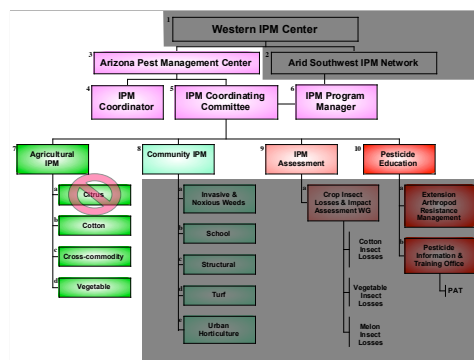 1
Western IPM Center
3
Arizona Pest Management Center
2
Arid Southwest IPM Network
4
IPM
Coordinator
5
IPM Coordinating
Committee
6
IPM Program
Manager
7
Agricultural
IPM
8
Community IPM
9
IPM
Assessment
10
Pesticide
Education
a
Citrus
b
Cotton
c
Cross-commodity
d
Vegetable
a
Invasive &
Noxious Weeds
b
School
c
Structural
d
Turf
e
Urban
Horticulture
a
Crop Insect
Losses & Impact
Assessment WG
Cotton
Insect
Losses
Vegetable
Insect
Losses
Melon
Insect
Losses
a
Extension
Arthropod
Resistance
Management
b
Pesticide
Information &
Training Office
PAT